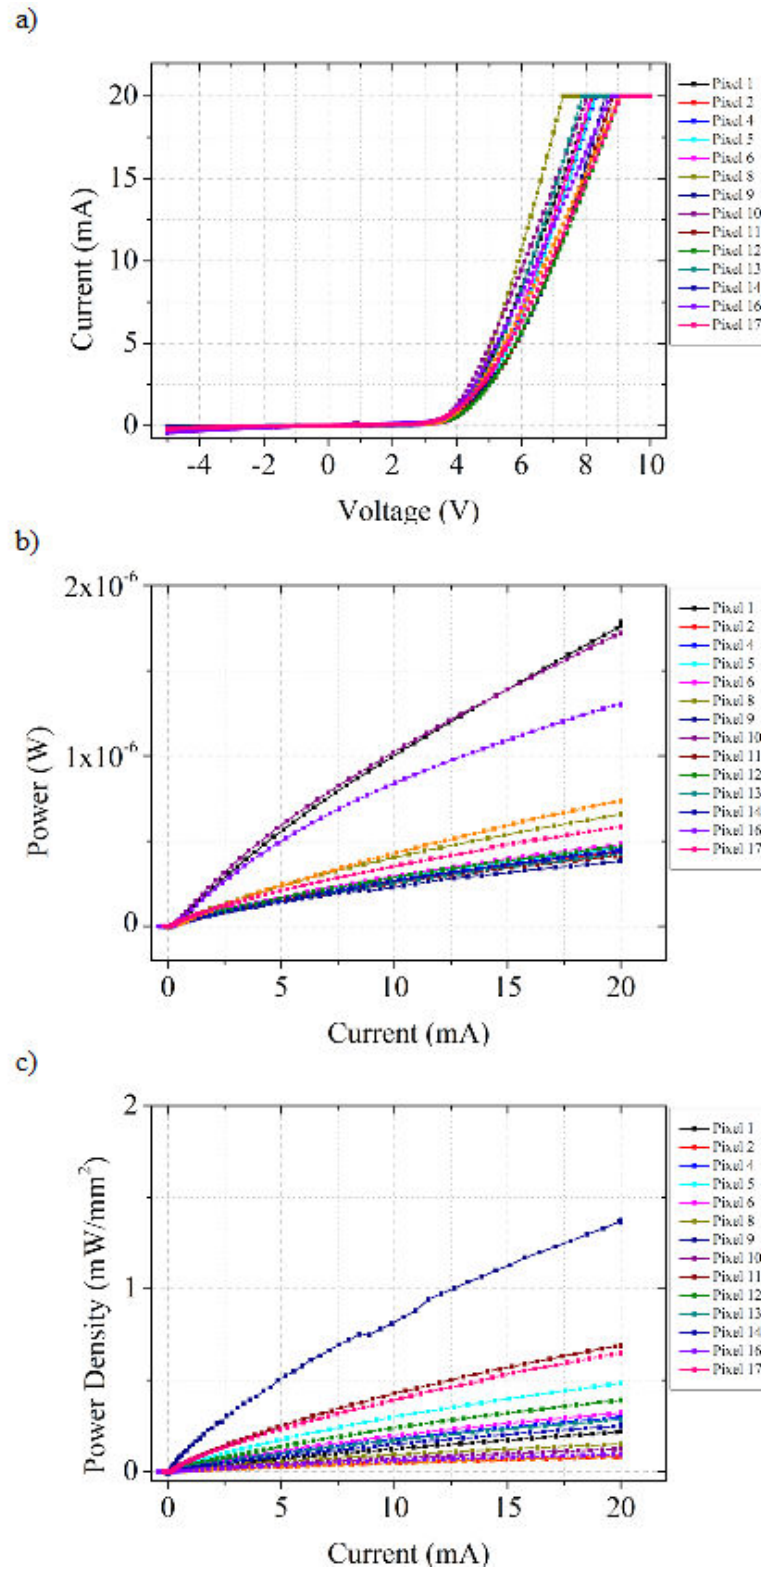 a)
20
15
10
5
0
Current (mA)
-4 -2 0 2 4 6 8 10
Voltage (V)
Pixel 1
Pixel 2
Pixel 4
Pixel 5
Pixel 6
Pixel 8
Pixel 9
Pixel 10
Pixel 11
Pixel 12
Pixel 13
Pixel 14
Pixel 16
Pixel 17
b)
2x10⁻⁶
1x10⁻⁶
0
Power (W)
0 5 10 15 20
Current (mA)
Pixel 1
Pixel 2
Pixel 4
Pixel 5
Pixel 6
Pixel 8
Pixel 9
Pixel 10
Pixel 11
Pixel 12
Pixel 13
Pixel 14
Pixel 16
Pixel 17
c)
2
1
0
Power Density (mW/mm²)
0 5 10 15 20
Current (mA)
Pixel 1
Pixel 2
Pixel 4
Pixel 5
Pixel 6
Pixel 8
Pixel 9
Pixel 10
Pixel 11
Pixel 12
Pixel 13
Pixel 14
Pixel 16
Pixel 17